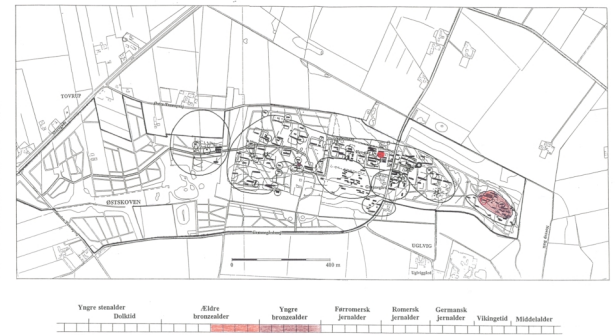 TOVRUP
ØSTSKOVEN
UGLVIG
Uglviggård
0
400 m
Yngre stenalder
Dolktid
Ældre
bronzealder
Yngre
bronzealder
Førromersk
jernalder
Romersk
jernalder
Germansk
jernalder
Vikingetid
Middelalder